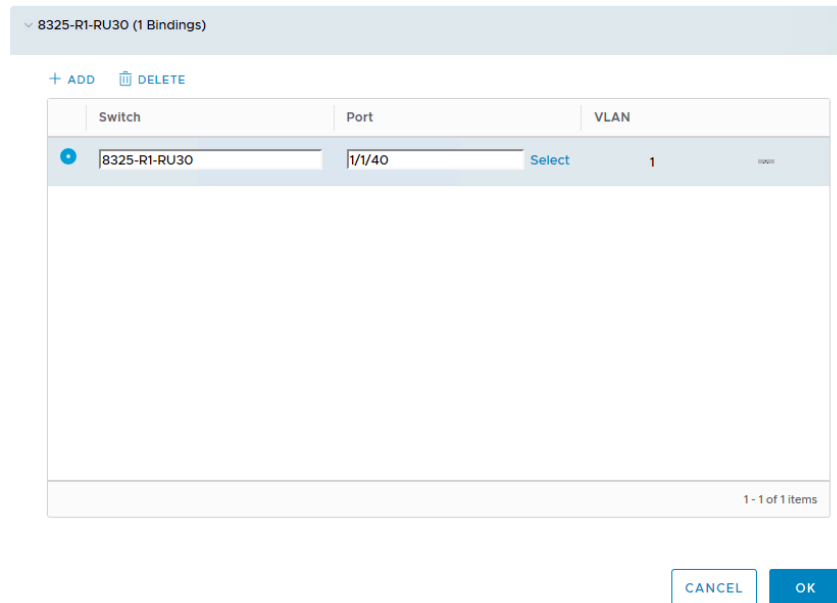 8325-R1-RU30 (1 Bindings)
+ ADD DELETE
Switch Port VLAN
8325-R1-RU30 1/1/40 Select 1
1 - 1 of 1 items
CANCEL OK